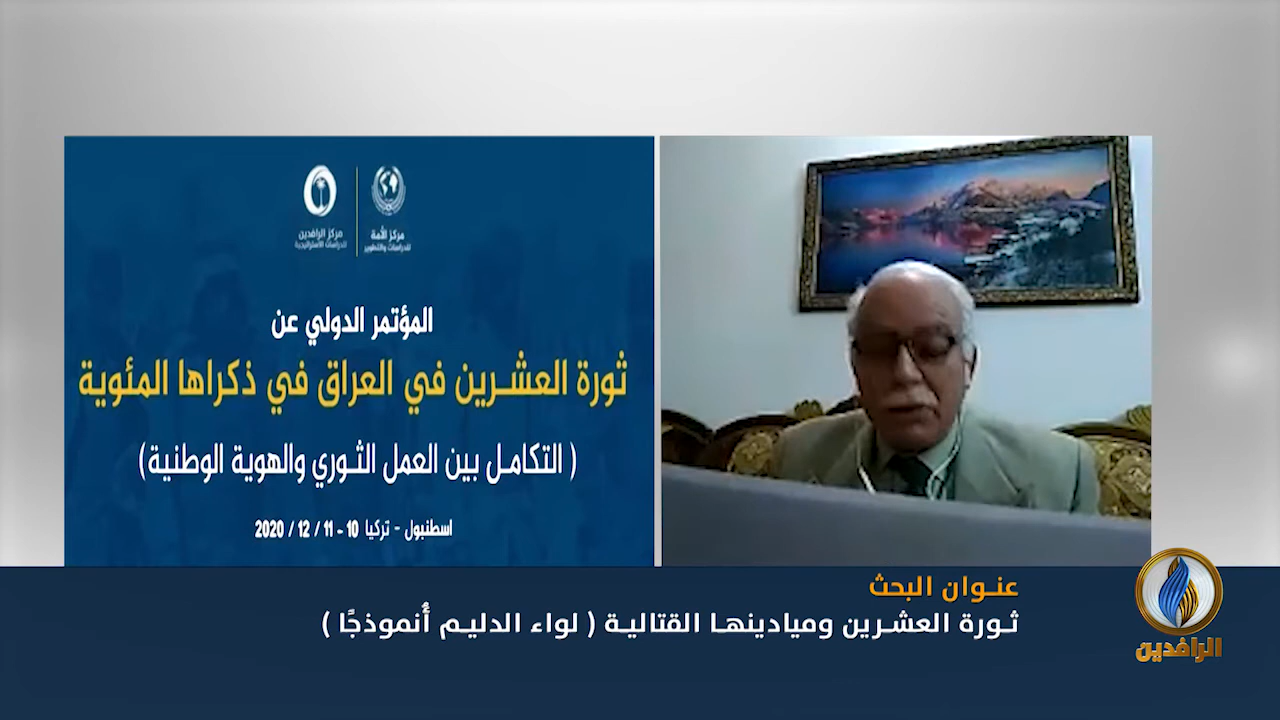 مركز الأمة
للدراسات والتطوير
مركز الرافدين
للدراسات الاستراتيجية
المؤتمر الدولي عن
ثورة العشرين في العراق في ذكراها المئوية
( التكامل بين العمل الثوري والهوية الوطنية)
اسطنبول - تركيا 10 - 11 / 12 / 2020
عنوان البحث
ثورة العشرين وميادينها القتالية ( لواء الدليم أُنموذجًا )
الرافدين